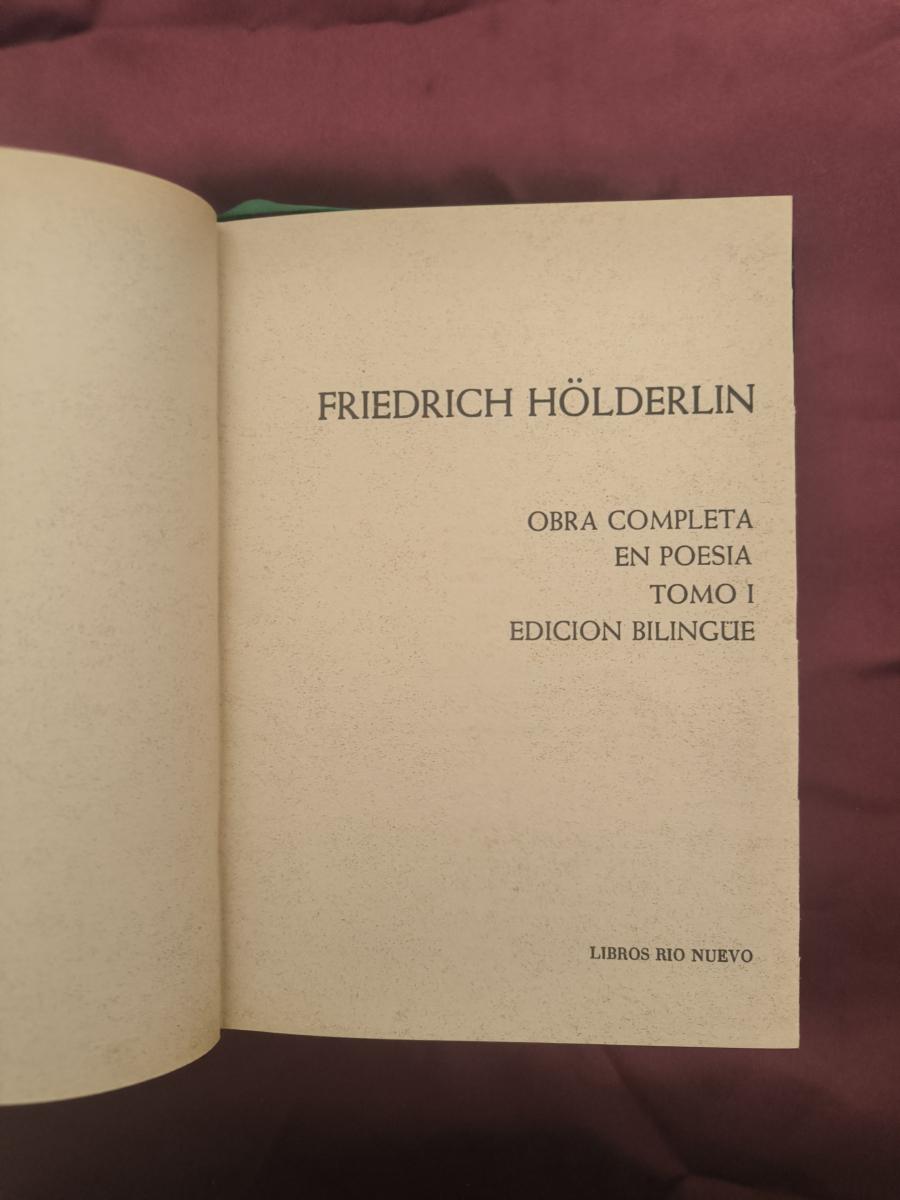 FRIEDRICH HÖLDERLIN
OBRA COMPLETA
EN POESIA
TOMO I
EDICION BILINGÜE
LIBROS RIO NUEVO